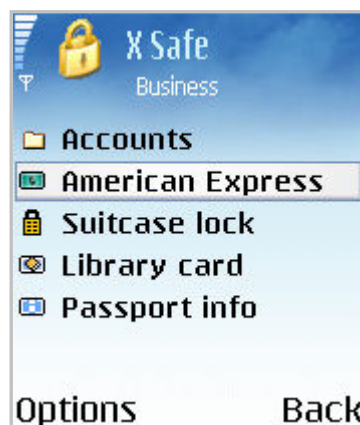 X Safe
Business
Accounts
American Express
Suitcase lock
Library card
Passport info
Options Back